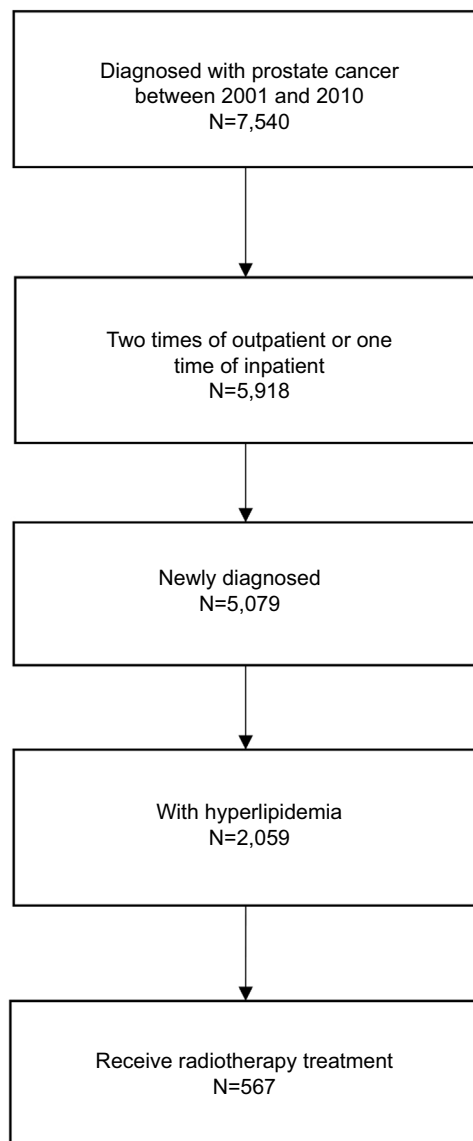 Diagnosed with prostate cancer
between 2001 and 2010
N=7,540
Two times of outpatient or one
time of inpatient
N=5,918
Newly diagnosed
N=5,079
With hyperlipidemia
N=2,059
Receive radiotherapy treatment
N=567